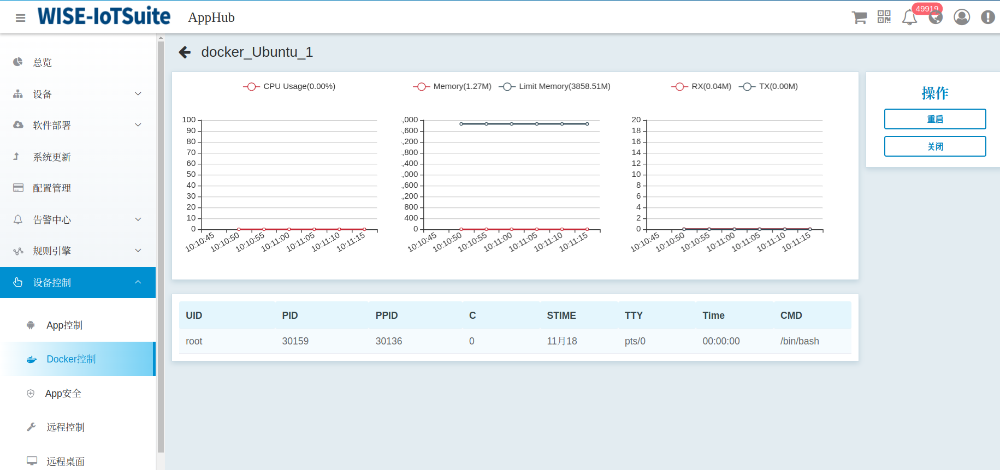 WISE-IoTSuite AppHub 49919
总览
设备
软件部署
系统更新
配置管理
告警中心
规则引擎
设备控制
App控制
Docker控制
App安全
远程控制
远程桌面
docker_Ubuntu_1
CPU Usage(0.00%)
100
90
80
70
60
50
40
30
20
10
0
10:10:45 10:10:50 10:10:55 10:11:00 10:11:05 10:11:10 10:11:15
Memory(1.27M) Limit Memory(3858.51M)
,000
,600
,200
,800
,400
,000
,600
,200
800
400
0
10:10:45 10:10:50 10:10:55 10:11:00 10:11:05 10:11:10 10:11:15
RX(0.04M) TX(0.00M)
20
18
16
14
12
10
8
6
4
2
0
10:10:45 10:10:50 10:10:55 10:11:00 10:11:05 10:11:10 10:11:15
操作
重启
关闭
UID PID PPID C STIME TTY Time CMD
root 30159 30136 0 11月18 pts/0 00:00:00 /bin/bash